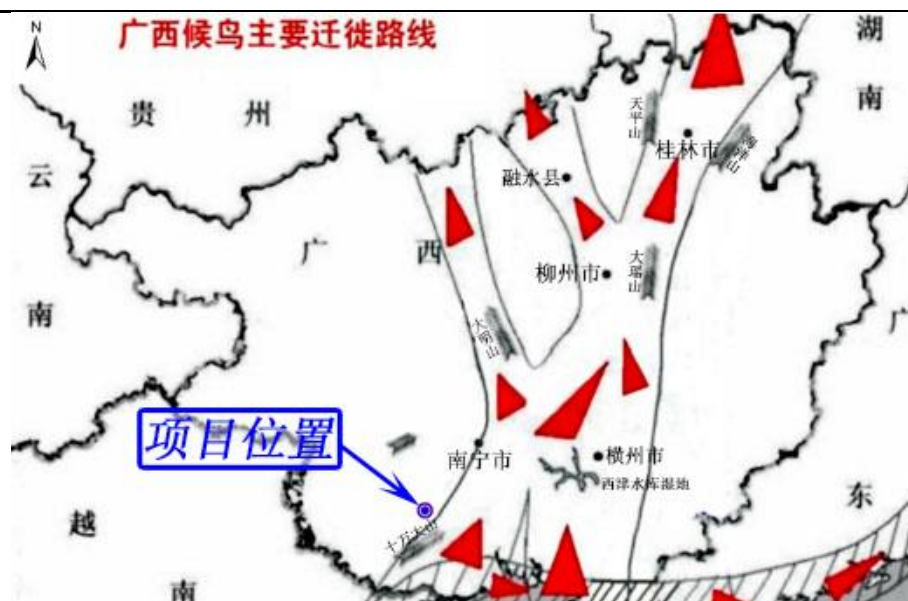 N
广西候鸟主要迁徙路线
湖
南
贵 州
云
南
天平山
桂林市
融水县
广 西
柳州市
大瑶山
大明山
广
东
项目位置
南宁市
横州市
西津水库湿地
十万大山
越
南